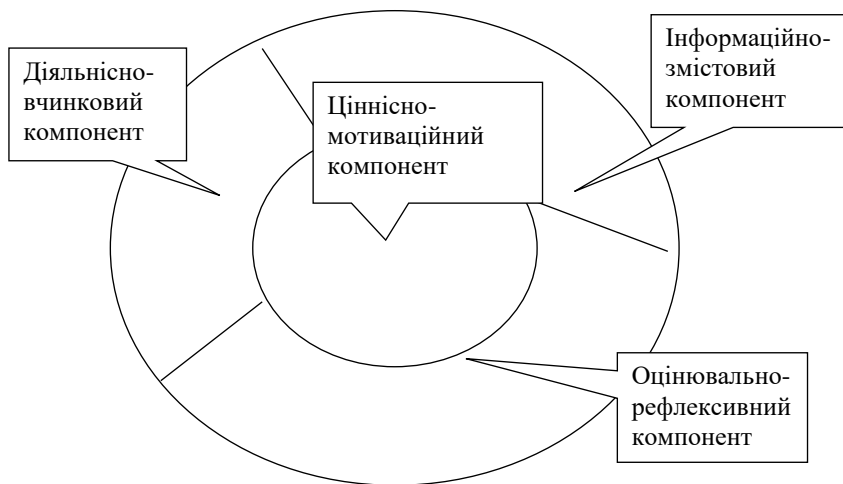 Діяльнісно-
вчинковий
компонент
Ціннісно-
мотиваційний
компонент
Інформаційно-
змістовий
компонент
Оцінювально-
рефлексивний
компонент